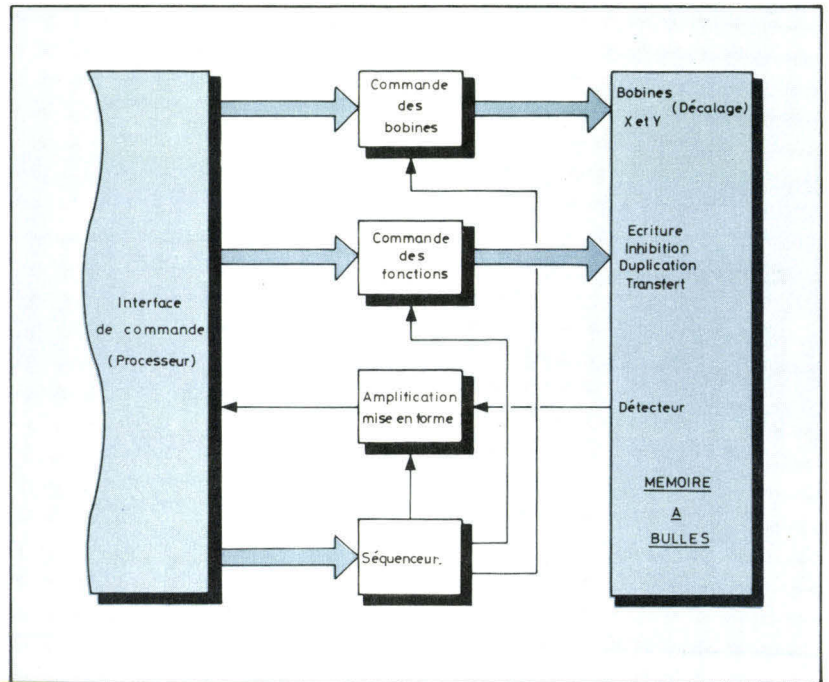 Interface
de commande
(Processeur)
Commande
des
bobines
Commande
des
fonctions
Amplification
mise en forme
Séquenceur.
Bobines
(Décalage)
X et Y
Ecriture
Inhibition
Duplication
Transfert
Détecteur
MEMOIRE
A
BULLES